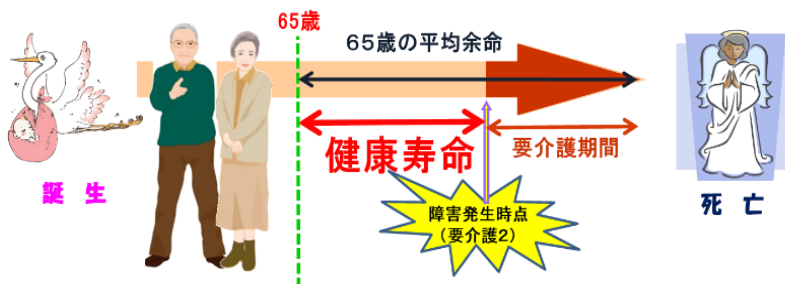 65歳
65歳の平均余命
健康寿命
要介護期間
障害発生時点
(要介護2)
誕生
死亡